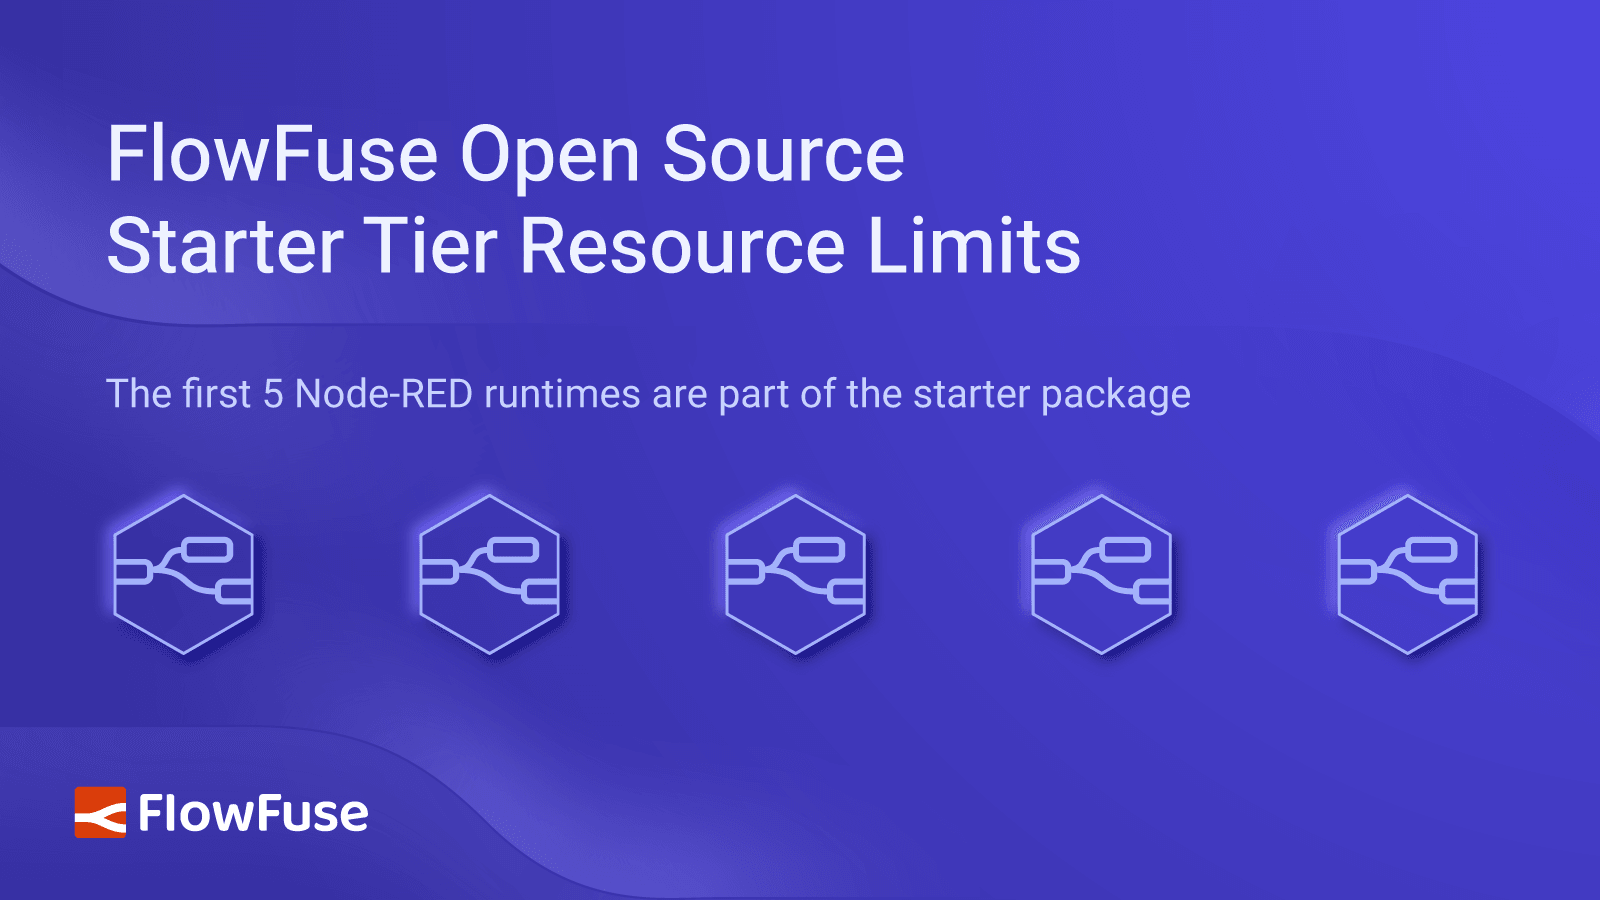 FlowFuse Open Source
Starter Tier Resource Limits
The first 5 Node-RED runtimes are part of the starter package
FlowFuse